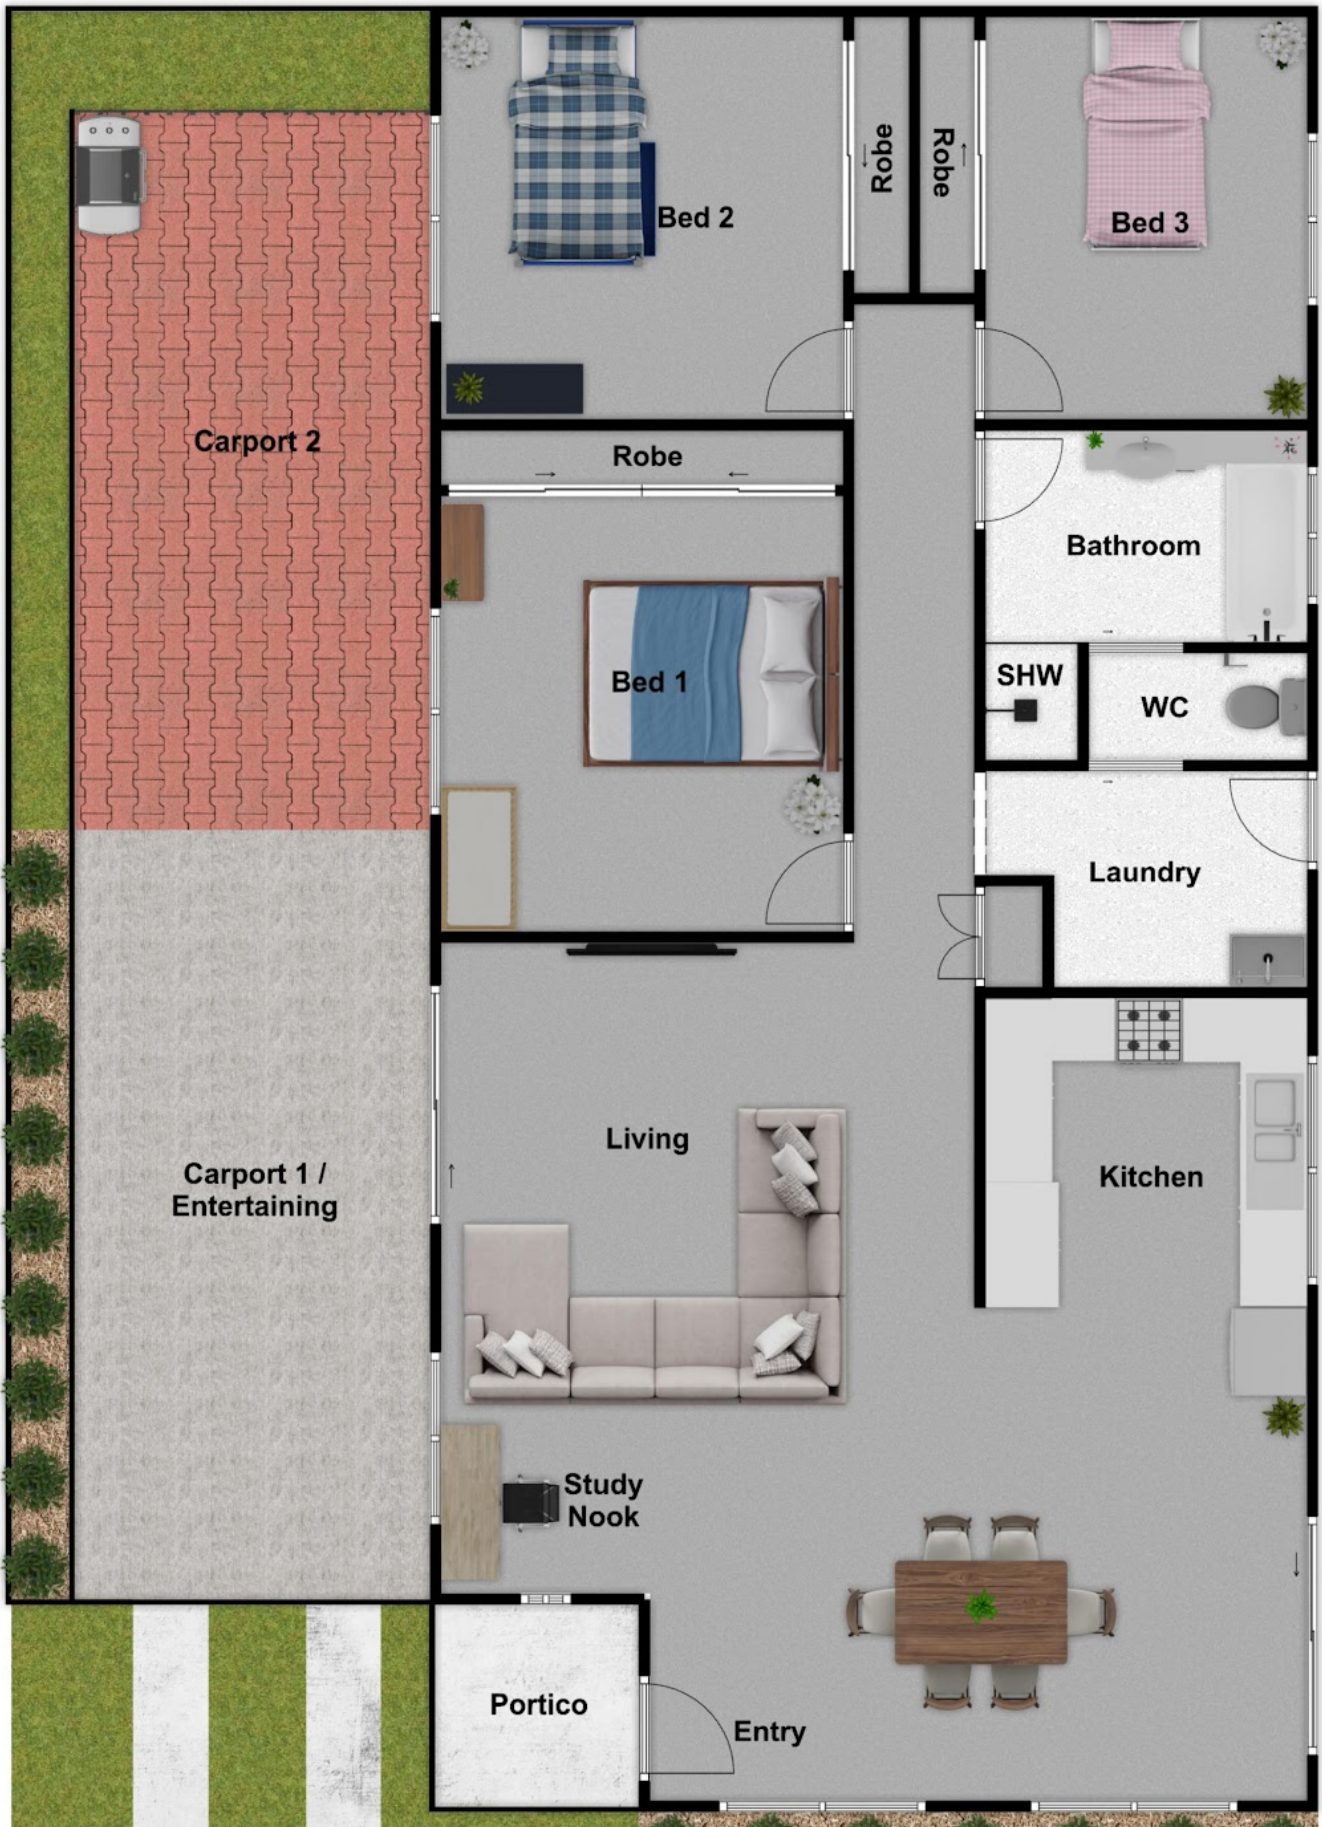 Robe
Robe
Bed 2
Bed 3
Carport 2
Robe
Bathroom
Bed 1
SHW
WC
Laundry
Living
Carport 1 /
Entertaining
Kitchen
Study
Nook
Portico
Entry